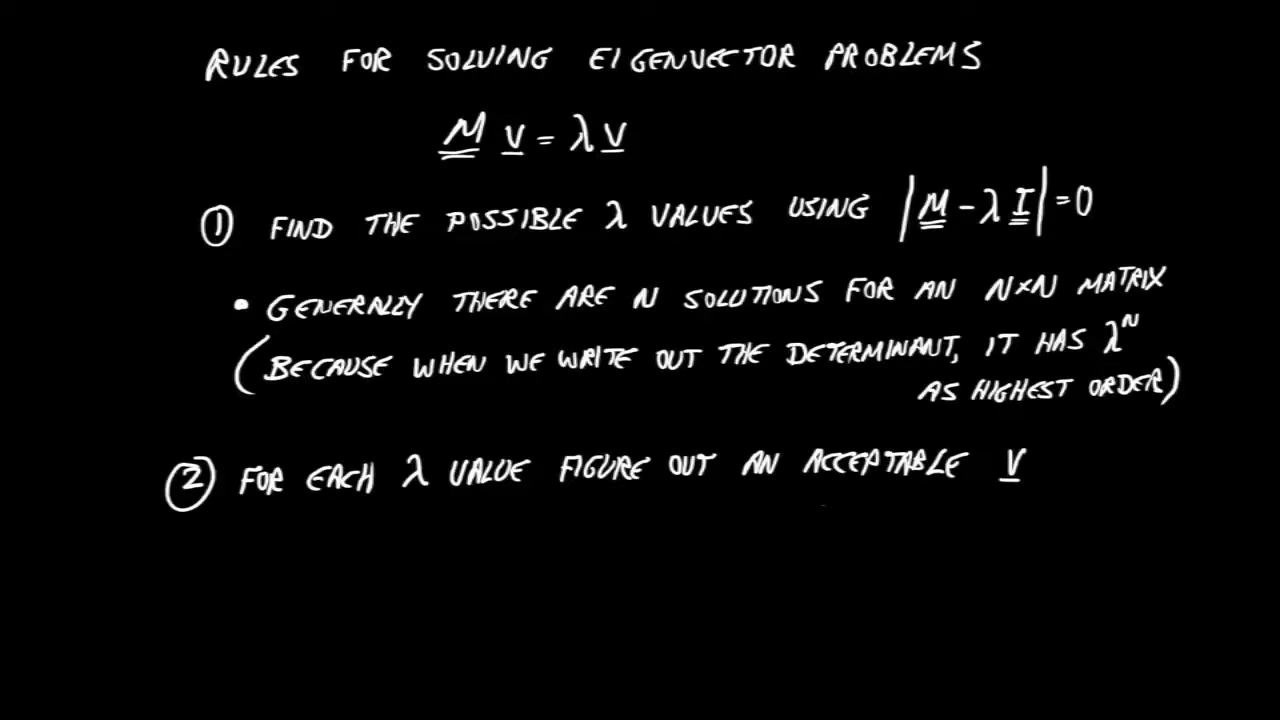 RULES FOR SOLVING EIGENVECTOR PROBLEMS
M V = λ V
① FIND THE POSSIBLE λ VALUES USING |M - λ I| = 0
• GENERALLY THERE ARE N SOLUTIONS FOR AN N×N MATRIX
(BECAUSE WHEN WE WRITE OUT THE DETERMINANT, IT HAS λᴺ
AS HIGHEST ORDER)
② FOR EACH λ VALUE FIGURE OUT AN ACCEPTABLE V